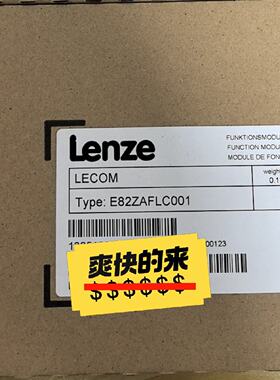 Lenze
FUNKTIONSMODU
FUNCTION MODU
MODULE DE FON
LECOM
weigh
0.1
Type: E82ZAFLC001
00123
爽快的来
$$$$$$